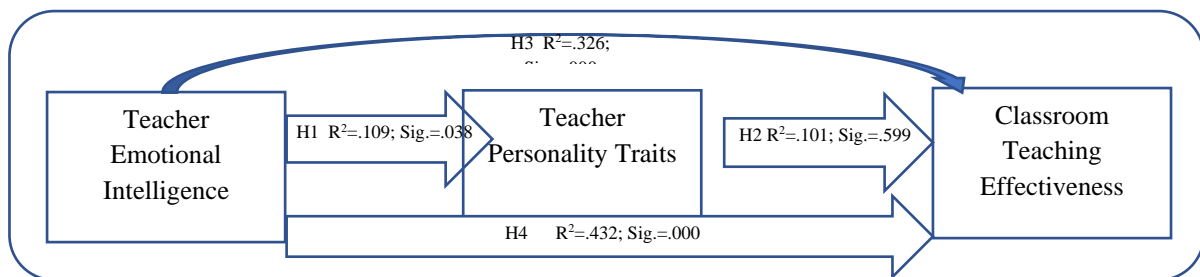 H3 R²=.326;
Teacher
Emotional
Intelligence
H1 R²=.109; Sig.=.038
Teacher
Personality Traits
H2 R²=.101; Sig.=.599
Classroom
Teaching
Effectiveness
H4 R²=.432; Sig.=.000